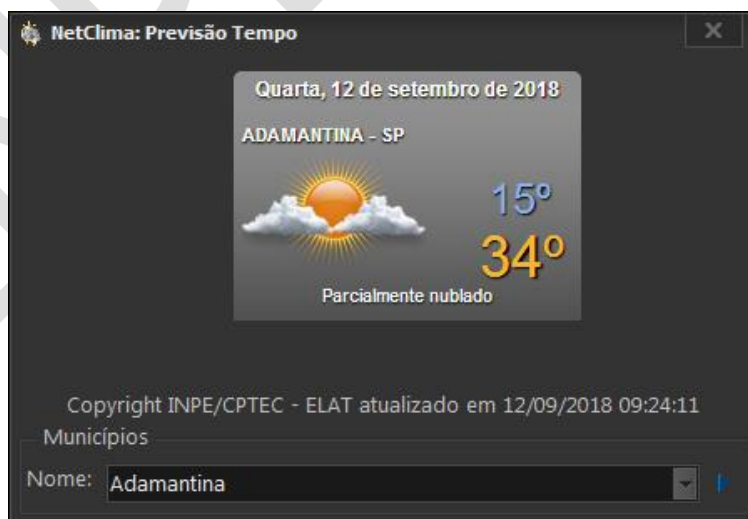 NetClima: Previsão Tempo
Quarta, 12 de setembro de 2018
ADAMANTINA - SP
15º
34º
Parcialmente nublado
Copyright INPE/CPTEC - ELAT atualizado em 12/09/2018 09:24:11
Municípios
Nome: Adamantina